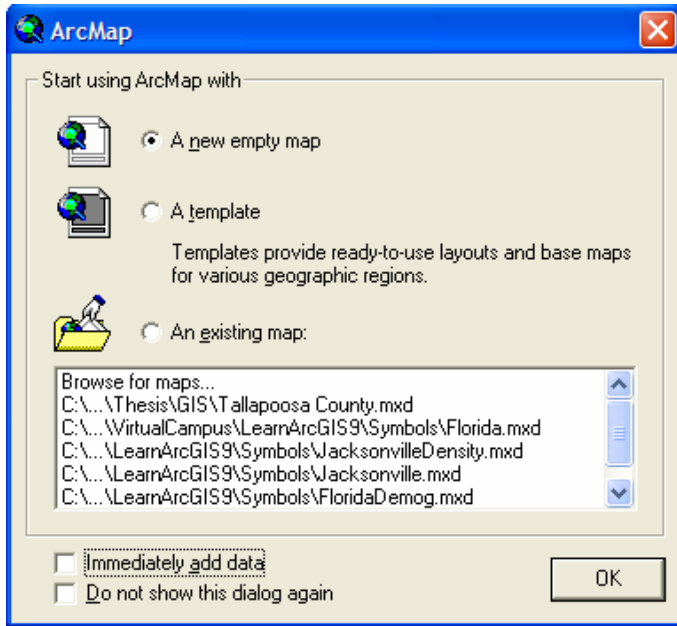 ArcMap
Start using ArcMap with
A new empty map
A template
Templates provide ready-to-use layouts and base maps
for various geographic regions.
An existing map:
Browse for maps...
C:\...\Thesis\GIS\Tallapoosa County.mxd
C:\...\VirtualCampus\LearnArcGIS9\Symbols\Florida.mxd
C:\...\LearnArcGIS9\Symbols\JacksonvilleDensity.mxd
C:\...\LearnArcGIS9\Symbols\Jacksonville.mxd
C:\...\LearnArcGIS9\Symbols\FloridaDemog.mxd
Immediately add data
Do not show this dialog again
OK